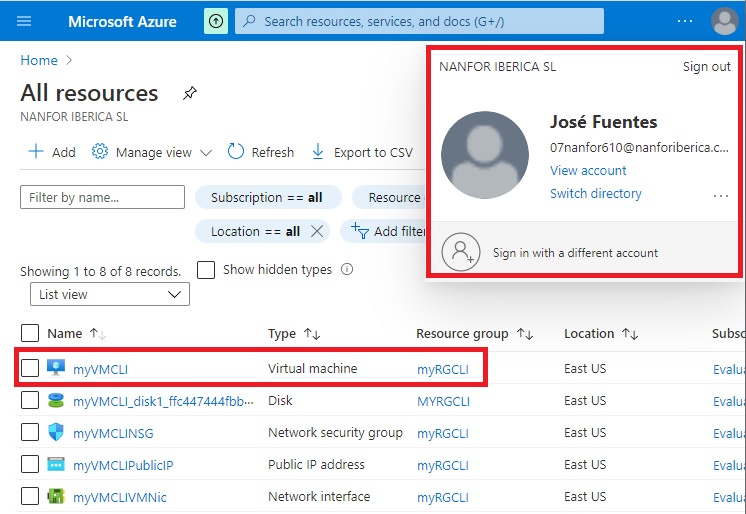 Microsoft Azure
Search resources, services, and docs (G+/)
Home
All resources
NANFOR IBERICA SL
Add
Manage view
Refresh
Export to CSV
Filter by name...
Subscription == all
Resource
Location == all
Add filter
NANFOR IBERICA SL
Sign out
José Fuentes
07nanfor610@nanforiberica.c...
View account
Switch directory
Sign in with a different account
Showing 1 to 8 of 8 records.
Show hidden types
List view
Name Type Resource group Location Subsc
myVMCLI Virtual machine myRGCLI East US Evalua
myVMCLI_disk1_ffc447444fbb... Disk MYRGCLI East US Evalua
myVMCLINSG Network security group myRGCLI East US Evalua
myVMCLIPublicIP Public IP address myRGCLI East US Evalua
myVMCLIVMNic Network interface myRGCLI East US Evalua